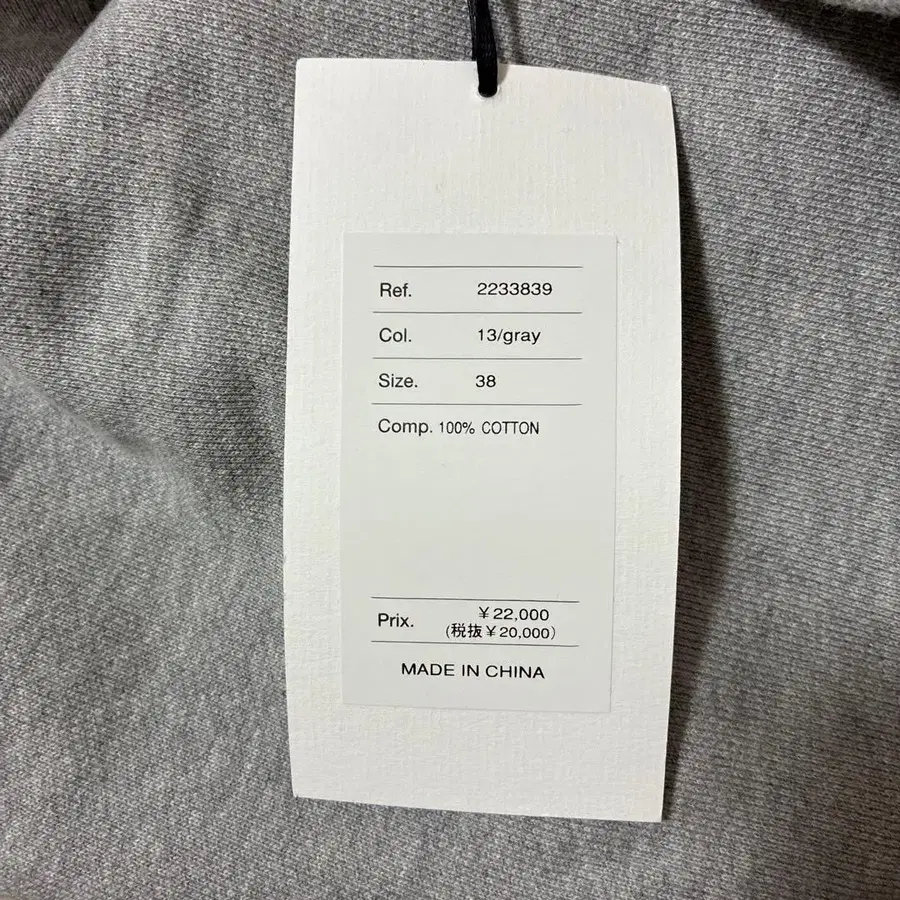 Ref. 2233839
Col. 13/gray
Size. 38
Comp. 100% COTTON
Prix. ¥22,000
(税抜¥20,000)
MADE IN CHINA